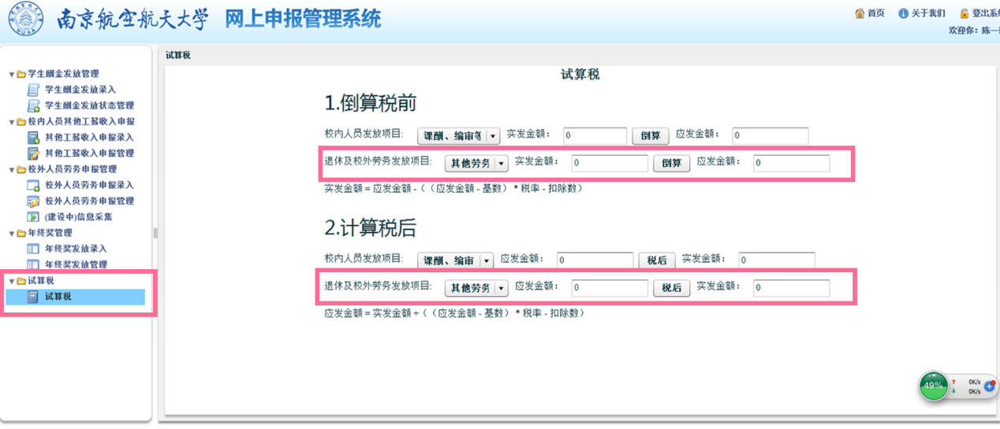 南京航空航天大学 网上申报管理系统
首页 关于我们 登出系统
欢迎你：陈一
试算税
学生酬金发放管理
学生酬金发放录入
学生酬金发放状态管理
校内人员其他工薪收入申报
其他工薪收入申报录入
其他工薪收入申报管理
校外人员劳务申报管理
校外人员劳务申报录入
校外人员劳务申报管理
(建设中)信息采集
年终奖管理
年终奖发放录入
年终奖发放管理
试算税
试算税
试算税
1.倒算税前
校内人员发放项目: 课酬、编审等 实发金额： 0 倒算 应发金额： 0
退休及校外劳务发放项目: 其他劳务 实发金额： 0 倒算 应发金额： 0
实发金额 = 应发金额 - （（应发金额 - 基数）* 税率 - 扣除数）
2.计算税后
校内人员发放项目: 课酬、编审 应发金额： 0 税后 实发金额： 0
退休及校外劳务发放项目: 其他劳务 应发金额： 0 税后 实发金额： 0
应发金额 = 实发金额 + （（应发金额 - 基数）* 税率 - 扣除数）
49% 0K/s
0K/s